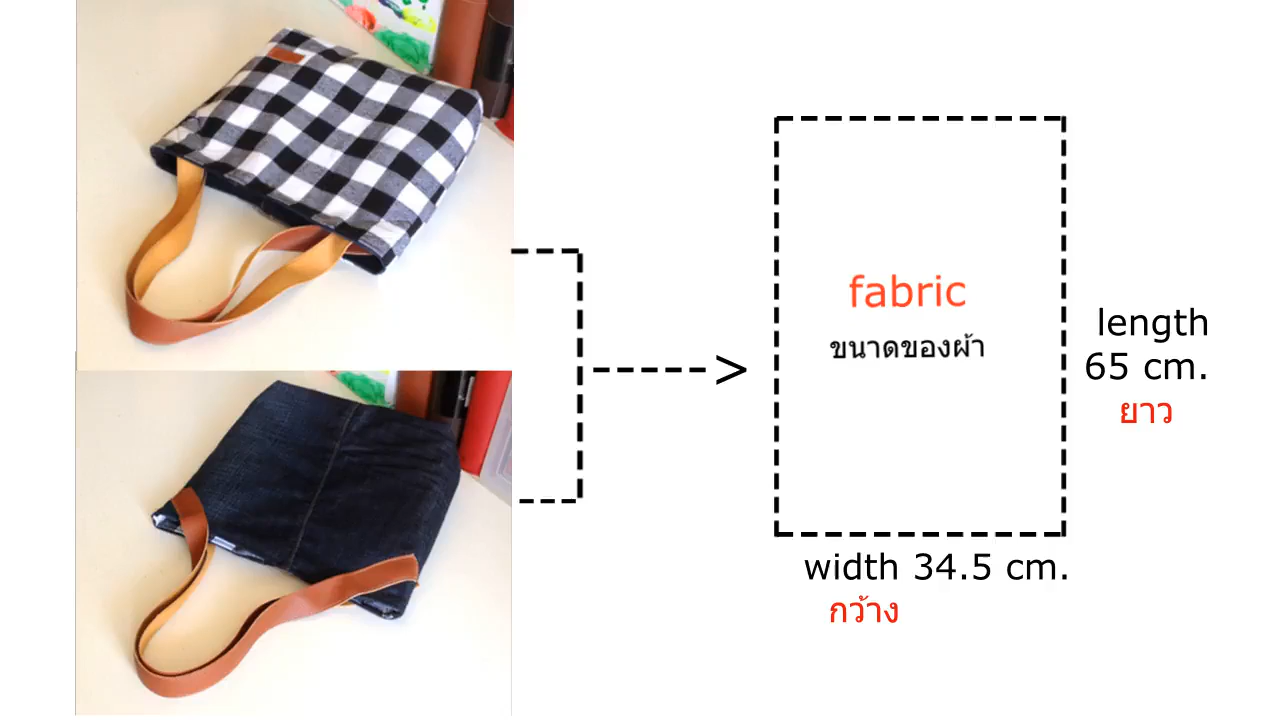 fabric
ขนาดของผ้า
length
65 cm.
ยาว
width 34.5 cm.
กว้าง